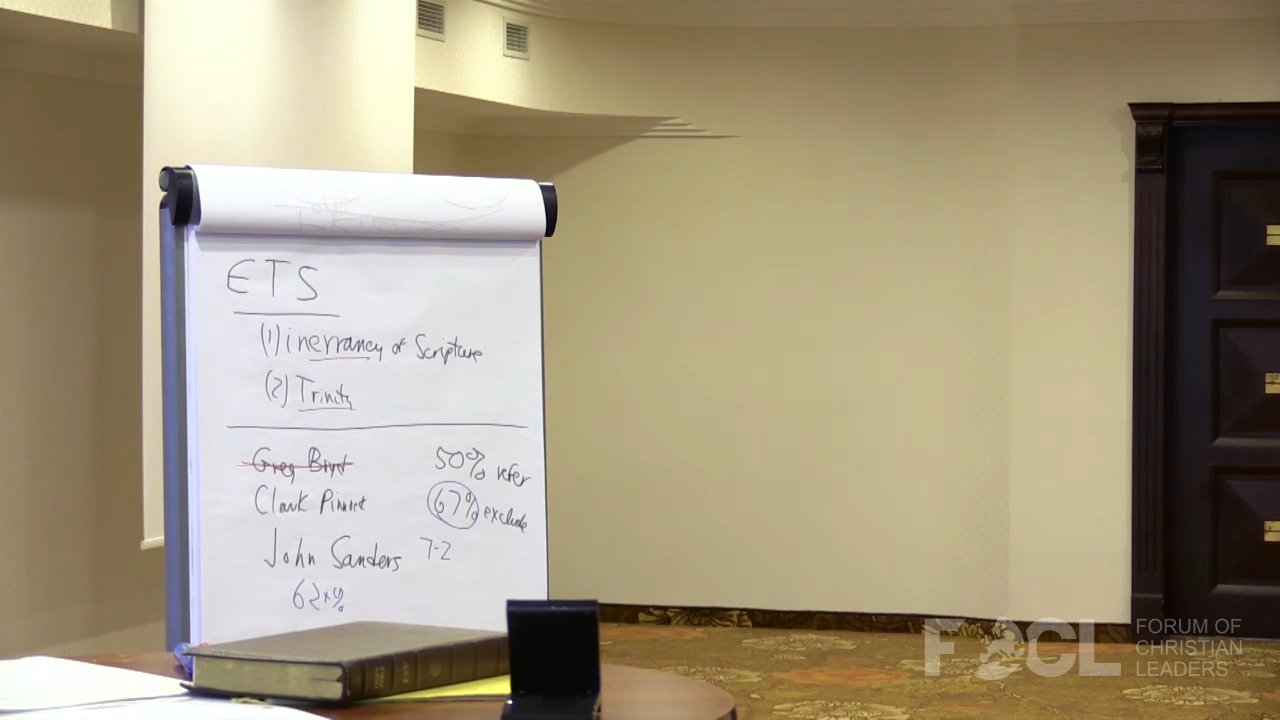 ETS
(1) inerrancy of Scripture
(2) Trinity
Greg Boyd 50% refer
Clark Pinnock 67% exclude
John Sanders 7-2
62+%
FOCL FORUM OF
CHRISTIAN
LEADERS